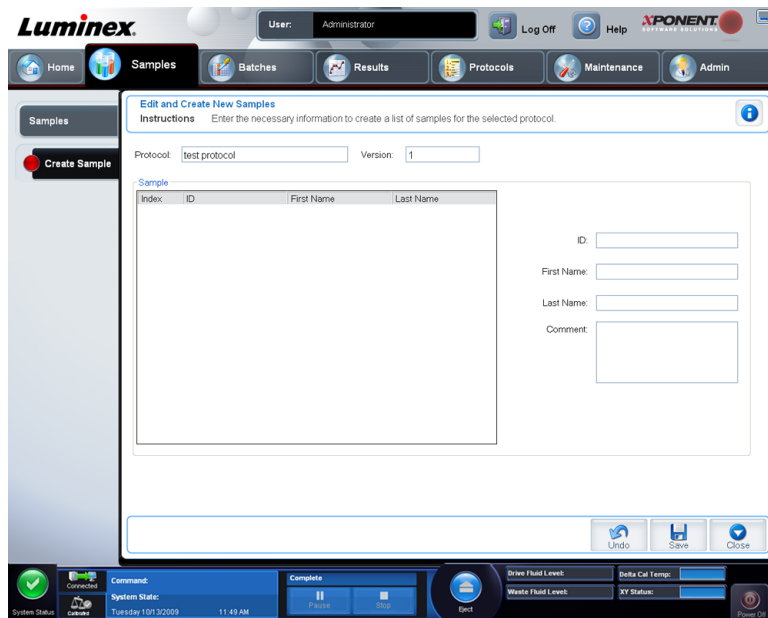 Luminex.
User: Administrator
Log Off
Help
XPONENT.
SOFTWARE SOLUTIONS
Home
Samples
Batches
Results
Protocols
Maintenance
Admin
Samples
Create Sample
Edit and Create New Samples
Instructions Enter the necessary information to create a list of samples for the selected protocol.
Protocol: test protocol Version: 1
Sample
Index ID First Name Last Name
ID:
First Name:
Last Name:
Comment:
Undo
Save
Close
System Status
Connected
Calibrated
Command:
System State:
Tuesday 10/13/2009 11:49 AM
Complete
Pause
Stop
Eject
Drive Fluid Level:
Waste Fluid Level:
Delta Cal Temp:
XY Status:
Power Off